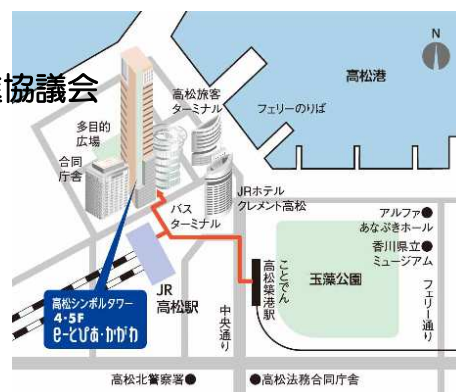 協議会
N
高松港
高松旅客
ターミナル
フェリーのりば
多目的
広場
合同
庁舎
JRホテル
クレメント高松
バス
ターミナル
アルファ
あなぶきホール
香川県立
ミュージアム
玉藻公園
ことでん
高松築港駅
JR
高松駅
中央通り
フェリー通り
高松シンボルタワー
4・5F
e-とぴあ・かがわ
高松北警察署
高松法務合同庁舎